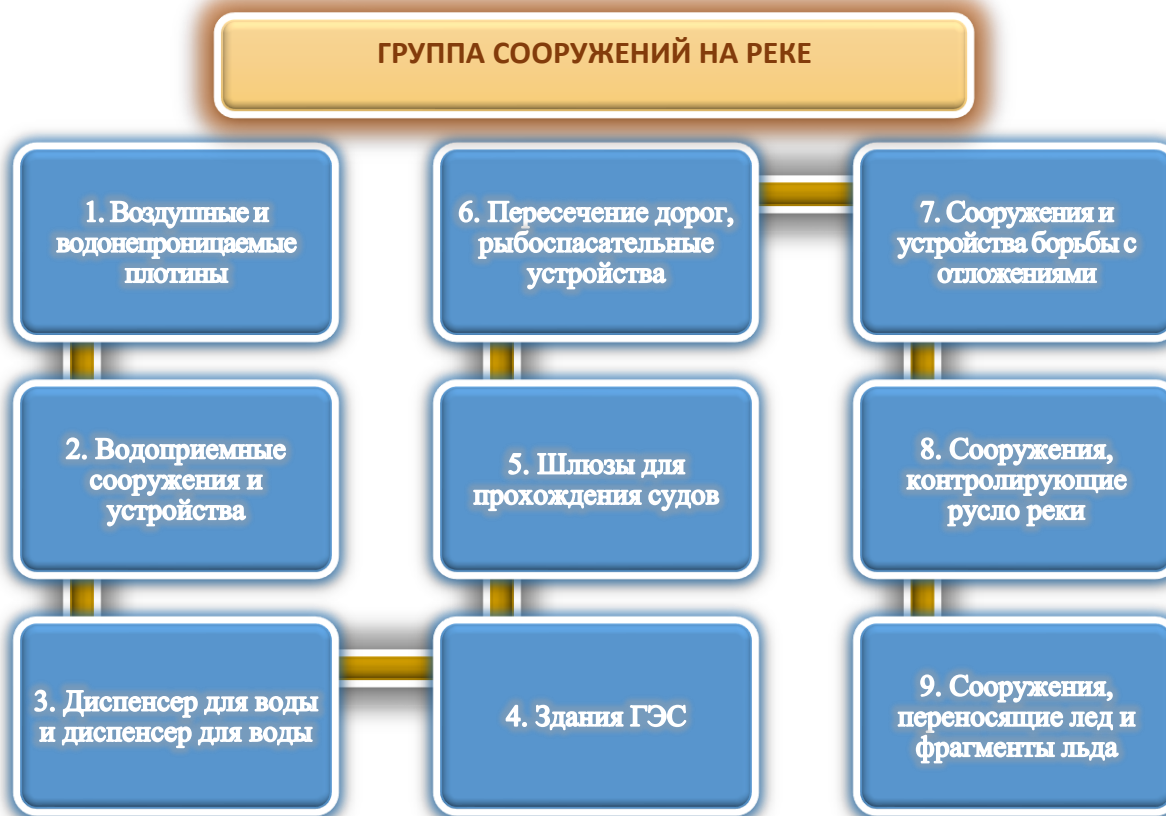 ГРУППА СООРУЖЕНИЙ НА РЕКЕ
1. Воздушные и
водонепроницаемые
плотины
2. Водоприемные
сооружения и
устройства
3. Диспенсер для воды
и диспенсер для воды
4. Здания ГЭС
5. Шлюзы для
прохождения судов
6. Пересечение дорог,
рыбоспасательные
устройства
7. Сооружения и
устройства борьбы с
отложениями
8. Сооружения,
контролирующие
русло реки
9. Сооружения,
переносящие лед и
фрагменты льда